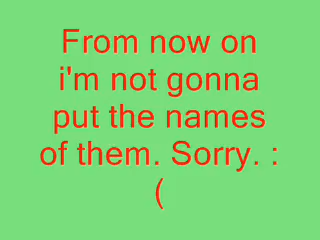 From now on
i'm not gonna
put the names
of them. Sorry. :
(